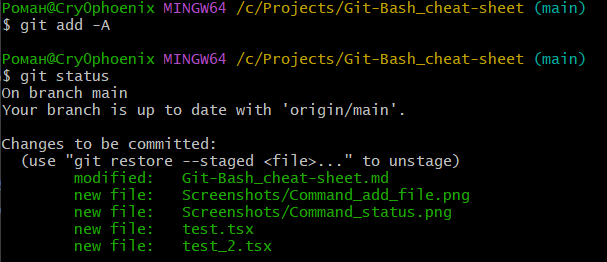 Роман@Cry0phoenix MINGW64 /c/Projects/Git-Bash_cheat-sheet (main)
$ git add -A
Роман@Cry0phoenix MINGW64 /c/Projects/Git-Bash_cheat-sheet (main)
$ git status
On branch main
Your branch is up to date with 'origin/main'.
Changes to be committed:
(use "git restore --staged <file>..." to unstage)
modified: Git-Bash_cheat-sheet.md
new file: Screenshots/Command_add_file.png
new file: Screenshots/Command_status.png
new file: test.tsx
new file: test_2.tsx